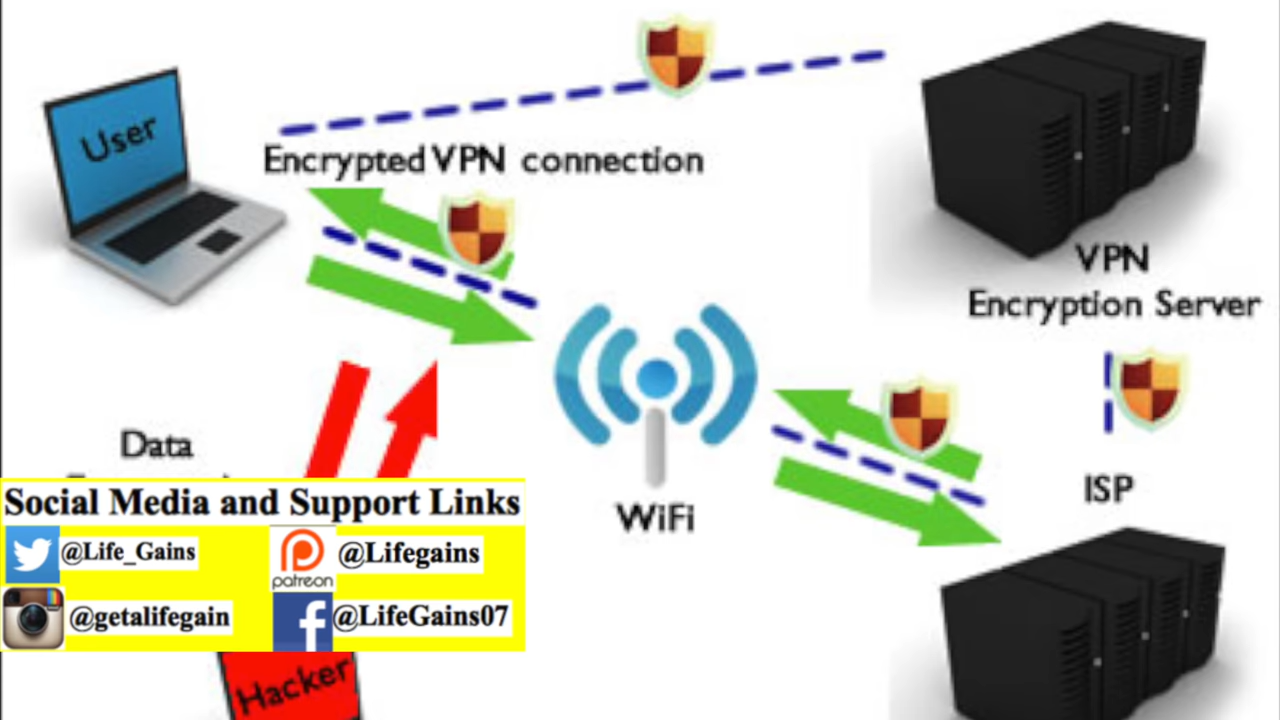 User
Encrypted VPN connection
VPN
Encryption Server
Data
ISP
WiFi
Social Media and Support Links
@Life_Gains
patreon
@Lifegains
@getalifegain
f
@LifeGains07
Hacker